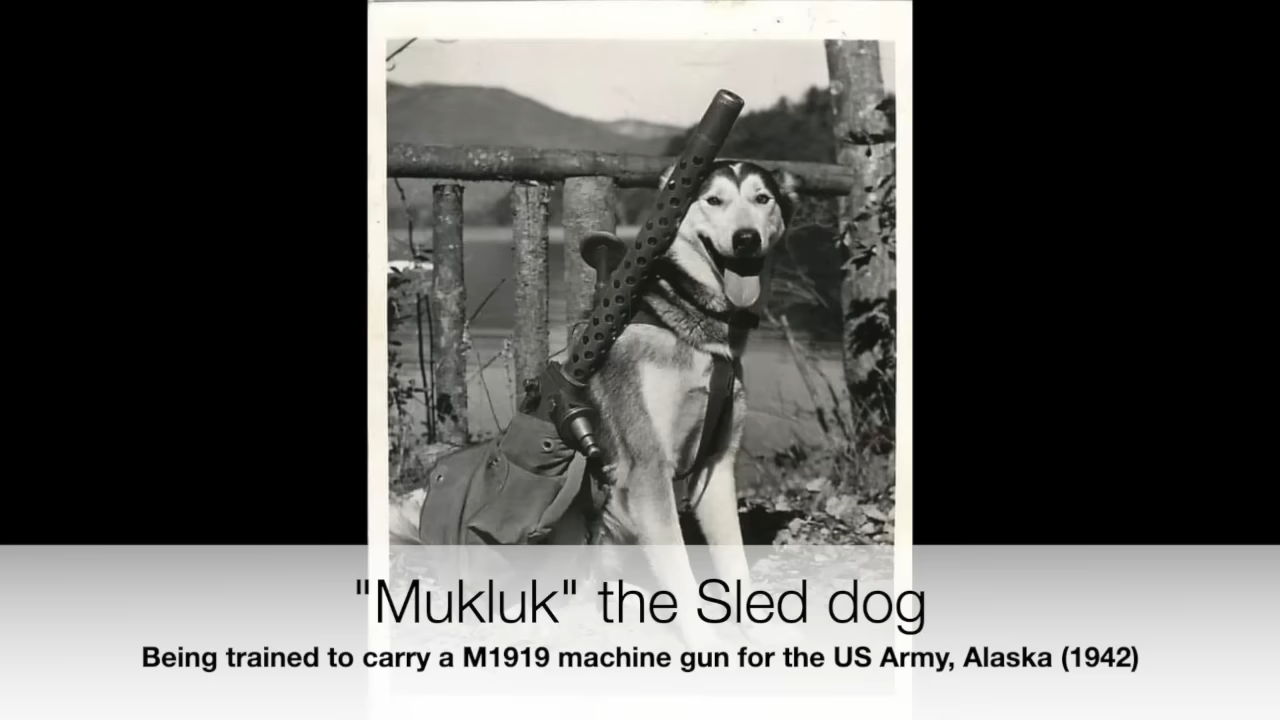 "Mukluk" the Sled dog
Being trained to carry a M1919 machine gun for the US Army, Alaska (1942)